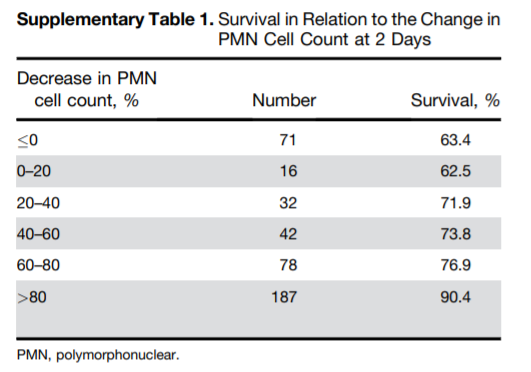 Supplementary Table 1. Survival in Relation to the Change in
PMN Cell Count at 2 Days
Decrease in PMN
cell count, % Number Survival, %
≤0 71 63.4
0–20 16 62.5
20–40 32 71.9
40–60 42 73.8
60–80 78 76.9
>80 187 90.4
PMN, polymorphonuclear.